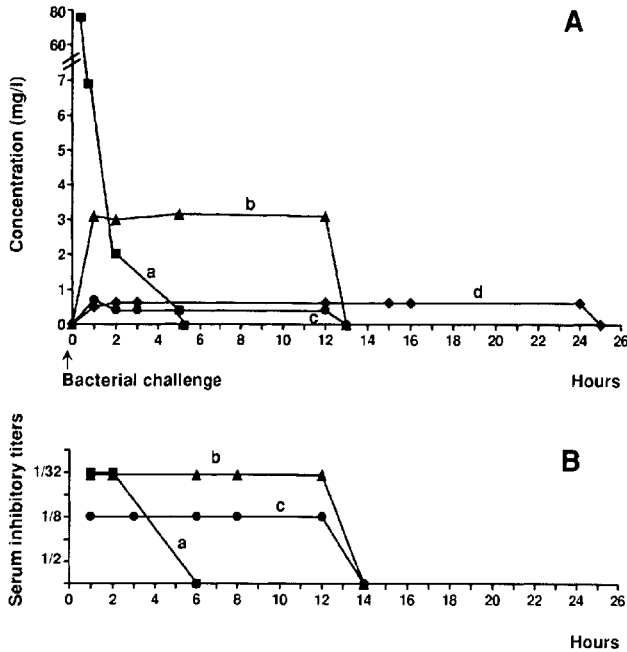 A
Concentration (mg/l)
80
60
7
6
5
4
3
2
1
0
a
b
c
d
0 2 4 6 8 10 12 14 16 18 20 22 24 26
Bacterial challenge
Hours
B
Serum inhibitory titers
1/32
1/8
1/2
a
b
c
0 2 4 6 8 10 12 14 16 18 20 22 24 26
Hours